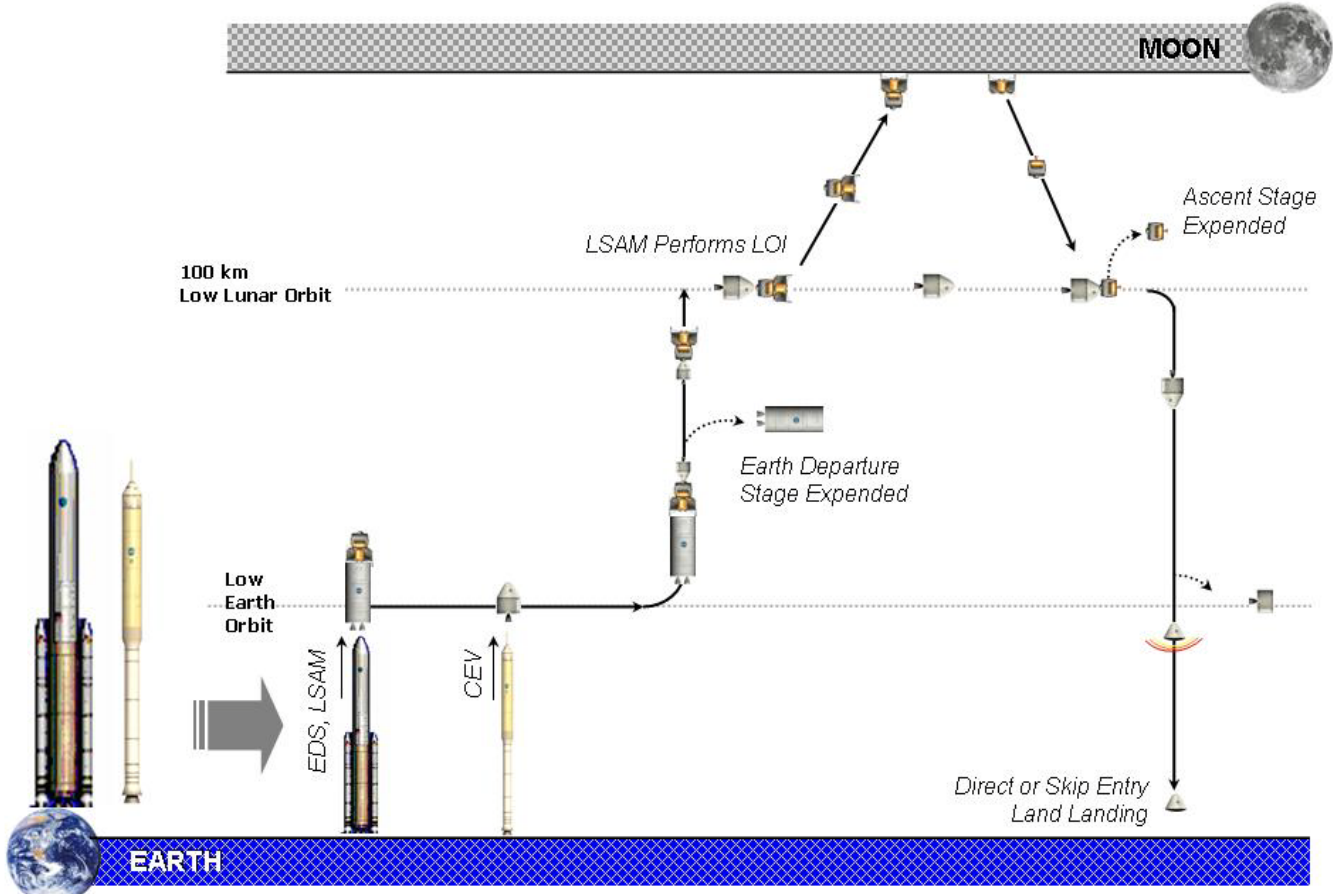 MOON
Ascent Stage
Expended
LSAM Performs LOI
100 km
Low Lunar Orbit
Earth Departure
Stage Expended
Low
Earth
Orbit
EDS, LSAM
CEV
Direct or Skip Entry
Land Landing
EARTH